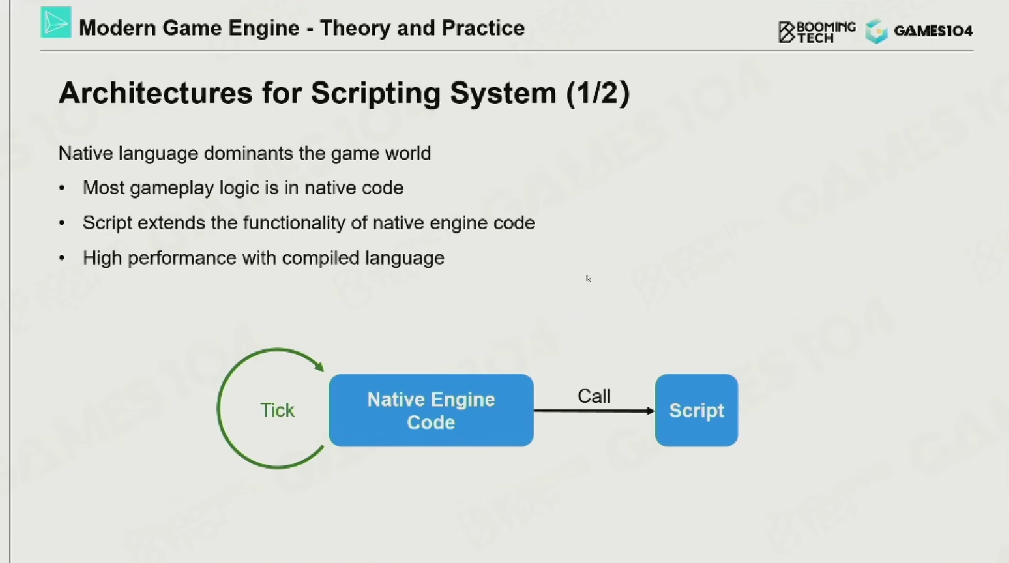 Modern Game Engine - Theory and Practice
BOOMING
TECH
GAMES104
Architectures for Scripting System (1/2)
Native language dominants the game world
• Most gameplay logic is in native code
• Script extends the functionality of native engine code
• High performance with compiled language
Tick
Native Engine
Code
Call
Script